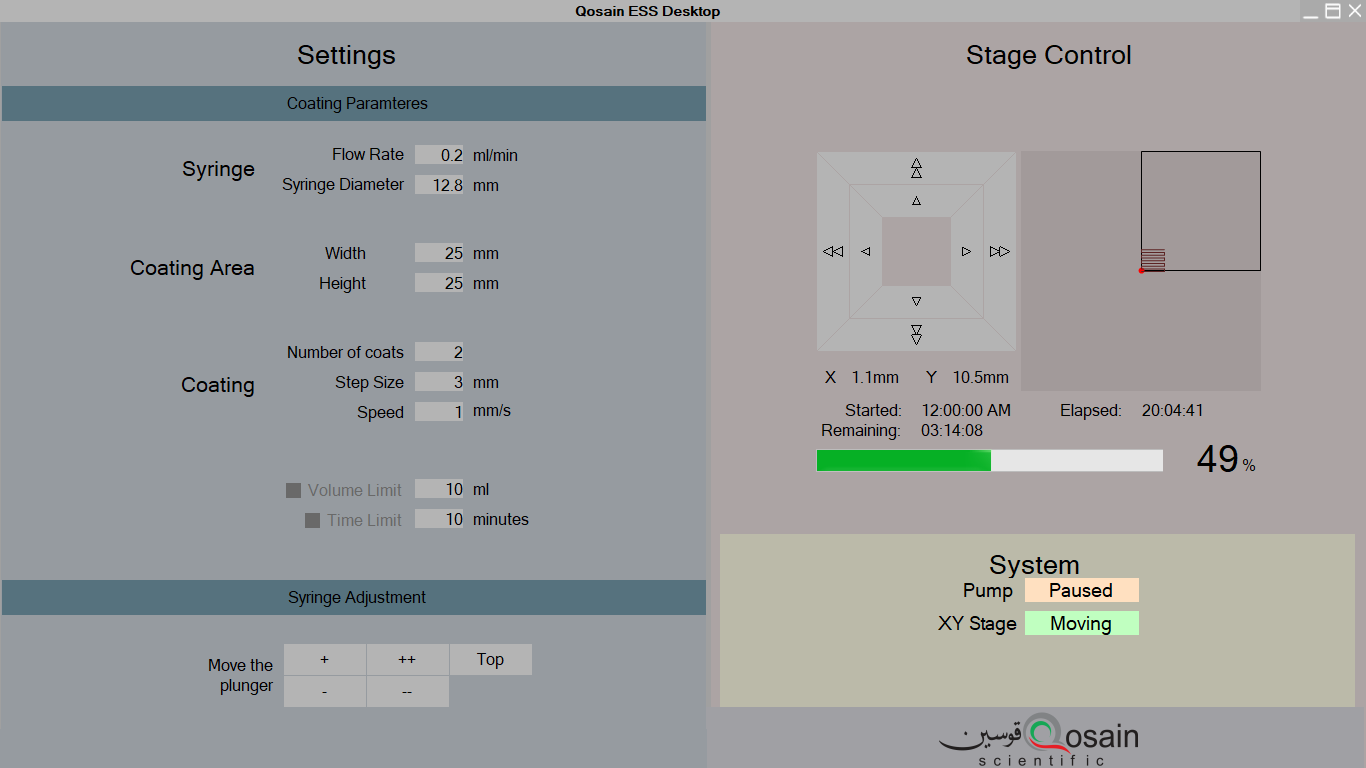 Qosain ESS Desktop
Settings
Coating Paramteres
Syringe
Flow Rate 0.2 ml/min
Syringe Diameter 12.8 mm
Coating Area
Width 25 mm
Height 25 mm
Coating
Number of coats 2
Step Size 3 mm
Speed 1 mm/s
Volume Limit 10 ml
Time Limit 10 minutes
Syringe Adjustment
Move the
plunger
+ ++ Top
- --
Stage Control
X 1.1mm Y 10.5mm
Started: 12:00:00 AM Elapsed: 20:04:41
Remaining: 03:14:08
49 %
System
Pump Paused
XY Stage Moving
قوسين Qosain
scientific